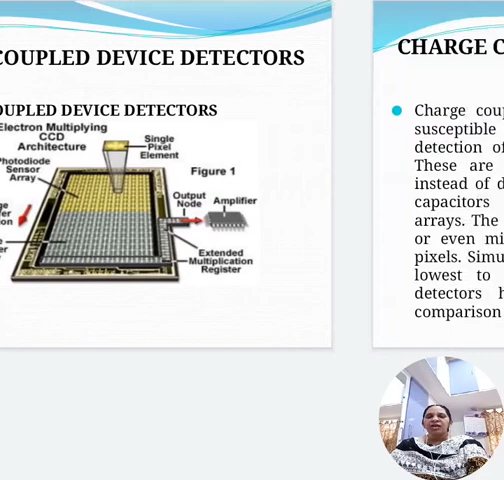 COUPLED DEVICE DETECTORS
OUPLED DEVICE DETECTORS
Electron Multiplying
CCD
Architecture
Single
Pixel
Element
Photodiode
Sensor
Array
Figure 1
Output
Node
Amplifier
Extended
Multiplication
Register
CHARGE C
Charge coup
susceptible
detection of
These are
instead of d
capacitors
arrays. The
or even mi
pixels. Simu
lowest to
detectors h
comparison